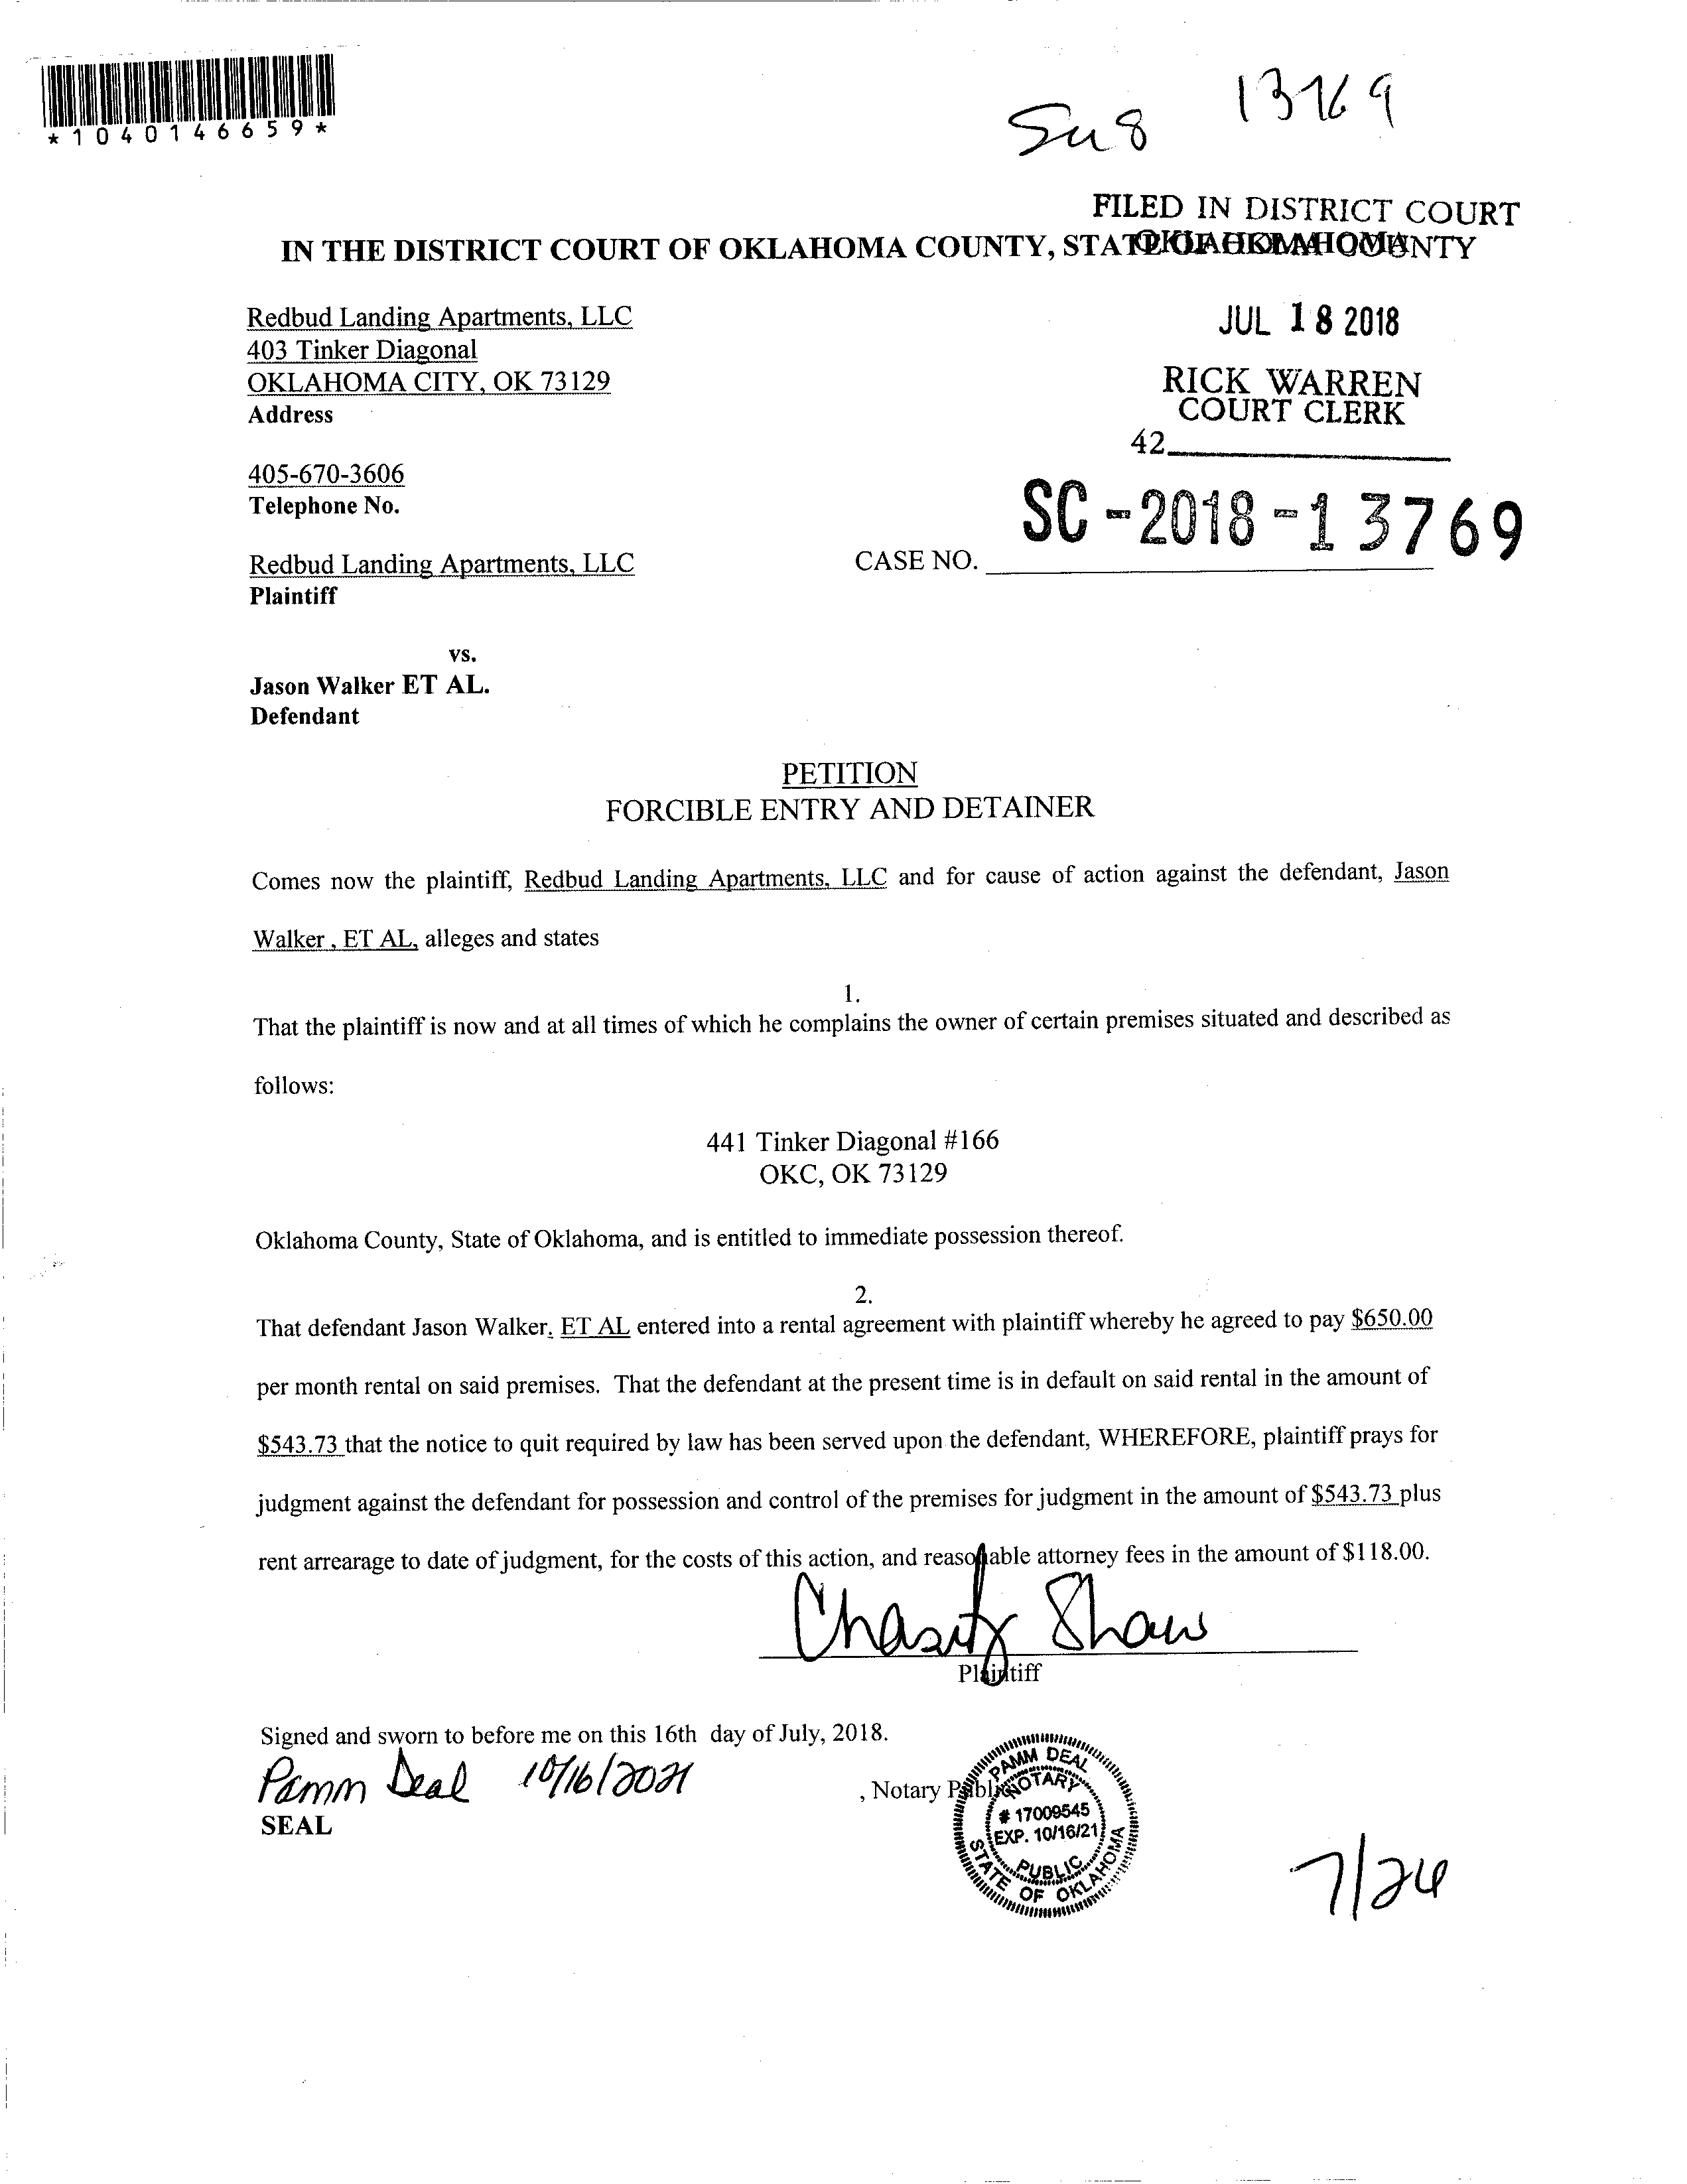 *1040146659*
13769
FILED IN DISTRICT COURT
OKLAHOMA COUNTY
IN THE DISTRICT COURT OF OKLAHOMA COUNTY, STATE OF OKLAHOMA
Redbud Landing Apartments, LLC
403 Tinker Diagonal
OKLAHOMA CITY, OK 73129
Address
JUL 18 2018
RICK WARREN
COURT CLERK
42
405-670-3606
Telephone No.
SC-2018-13769
Redbud Landing Apartments, LLC
CASE NO.
Plaintiff
vs.
Jason Walker ET AL.
Defendant
PETITION
FORCIBLE ENTRY AND DETAINER
Comes now the plaintiff, Redbud Landing Apartments, LLC and for cause of action against the defendant, Jason
Walker , ET AL, alleges and states
1.
That the plaintiff is now and at all times of which he complains the owner of certain premises situated and described as
follows:
441 Tinker Diagonal #166
OKC, OK 73129
Oklahoma County, State of Oklahoma, and is entitled to immediate possession thereof.
2.
That defendant Jason Walker, ET AL entered into a rental agreement with plaintiff whereby he agreed to pay $650.00
per month rental on said premises. That the defendant at the present time is in default on said rental in the amount of
$543.73 that the notice to quit required by law has been served upon the defendant, WHEREFORE, plaintiff prays for
judgment against the defendant for possession and control of the premises for judgment in the amount of $543.73 plus
rent arrearage to date of judgment, for the costs of this action, and reasonable attorney fees in the amount of $118.00.
Chasity Shaw
Plaintiff
Signed and sworn to before me on this 16th day of July, 2018.
Pamm Deal 10/16/2021
, Notary Public
SEAL
PAMM DEAL
NOTARY
# 17009545
EXP. 10/16/21
PUBLIC
STATE OF OKLAHOMA
7/24